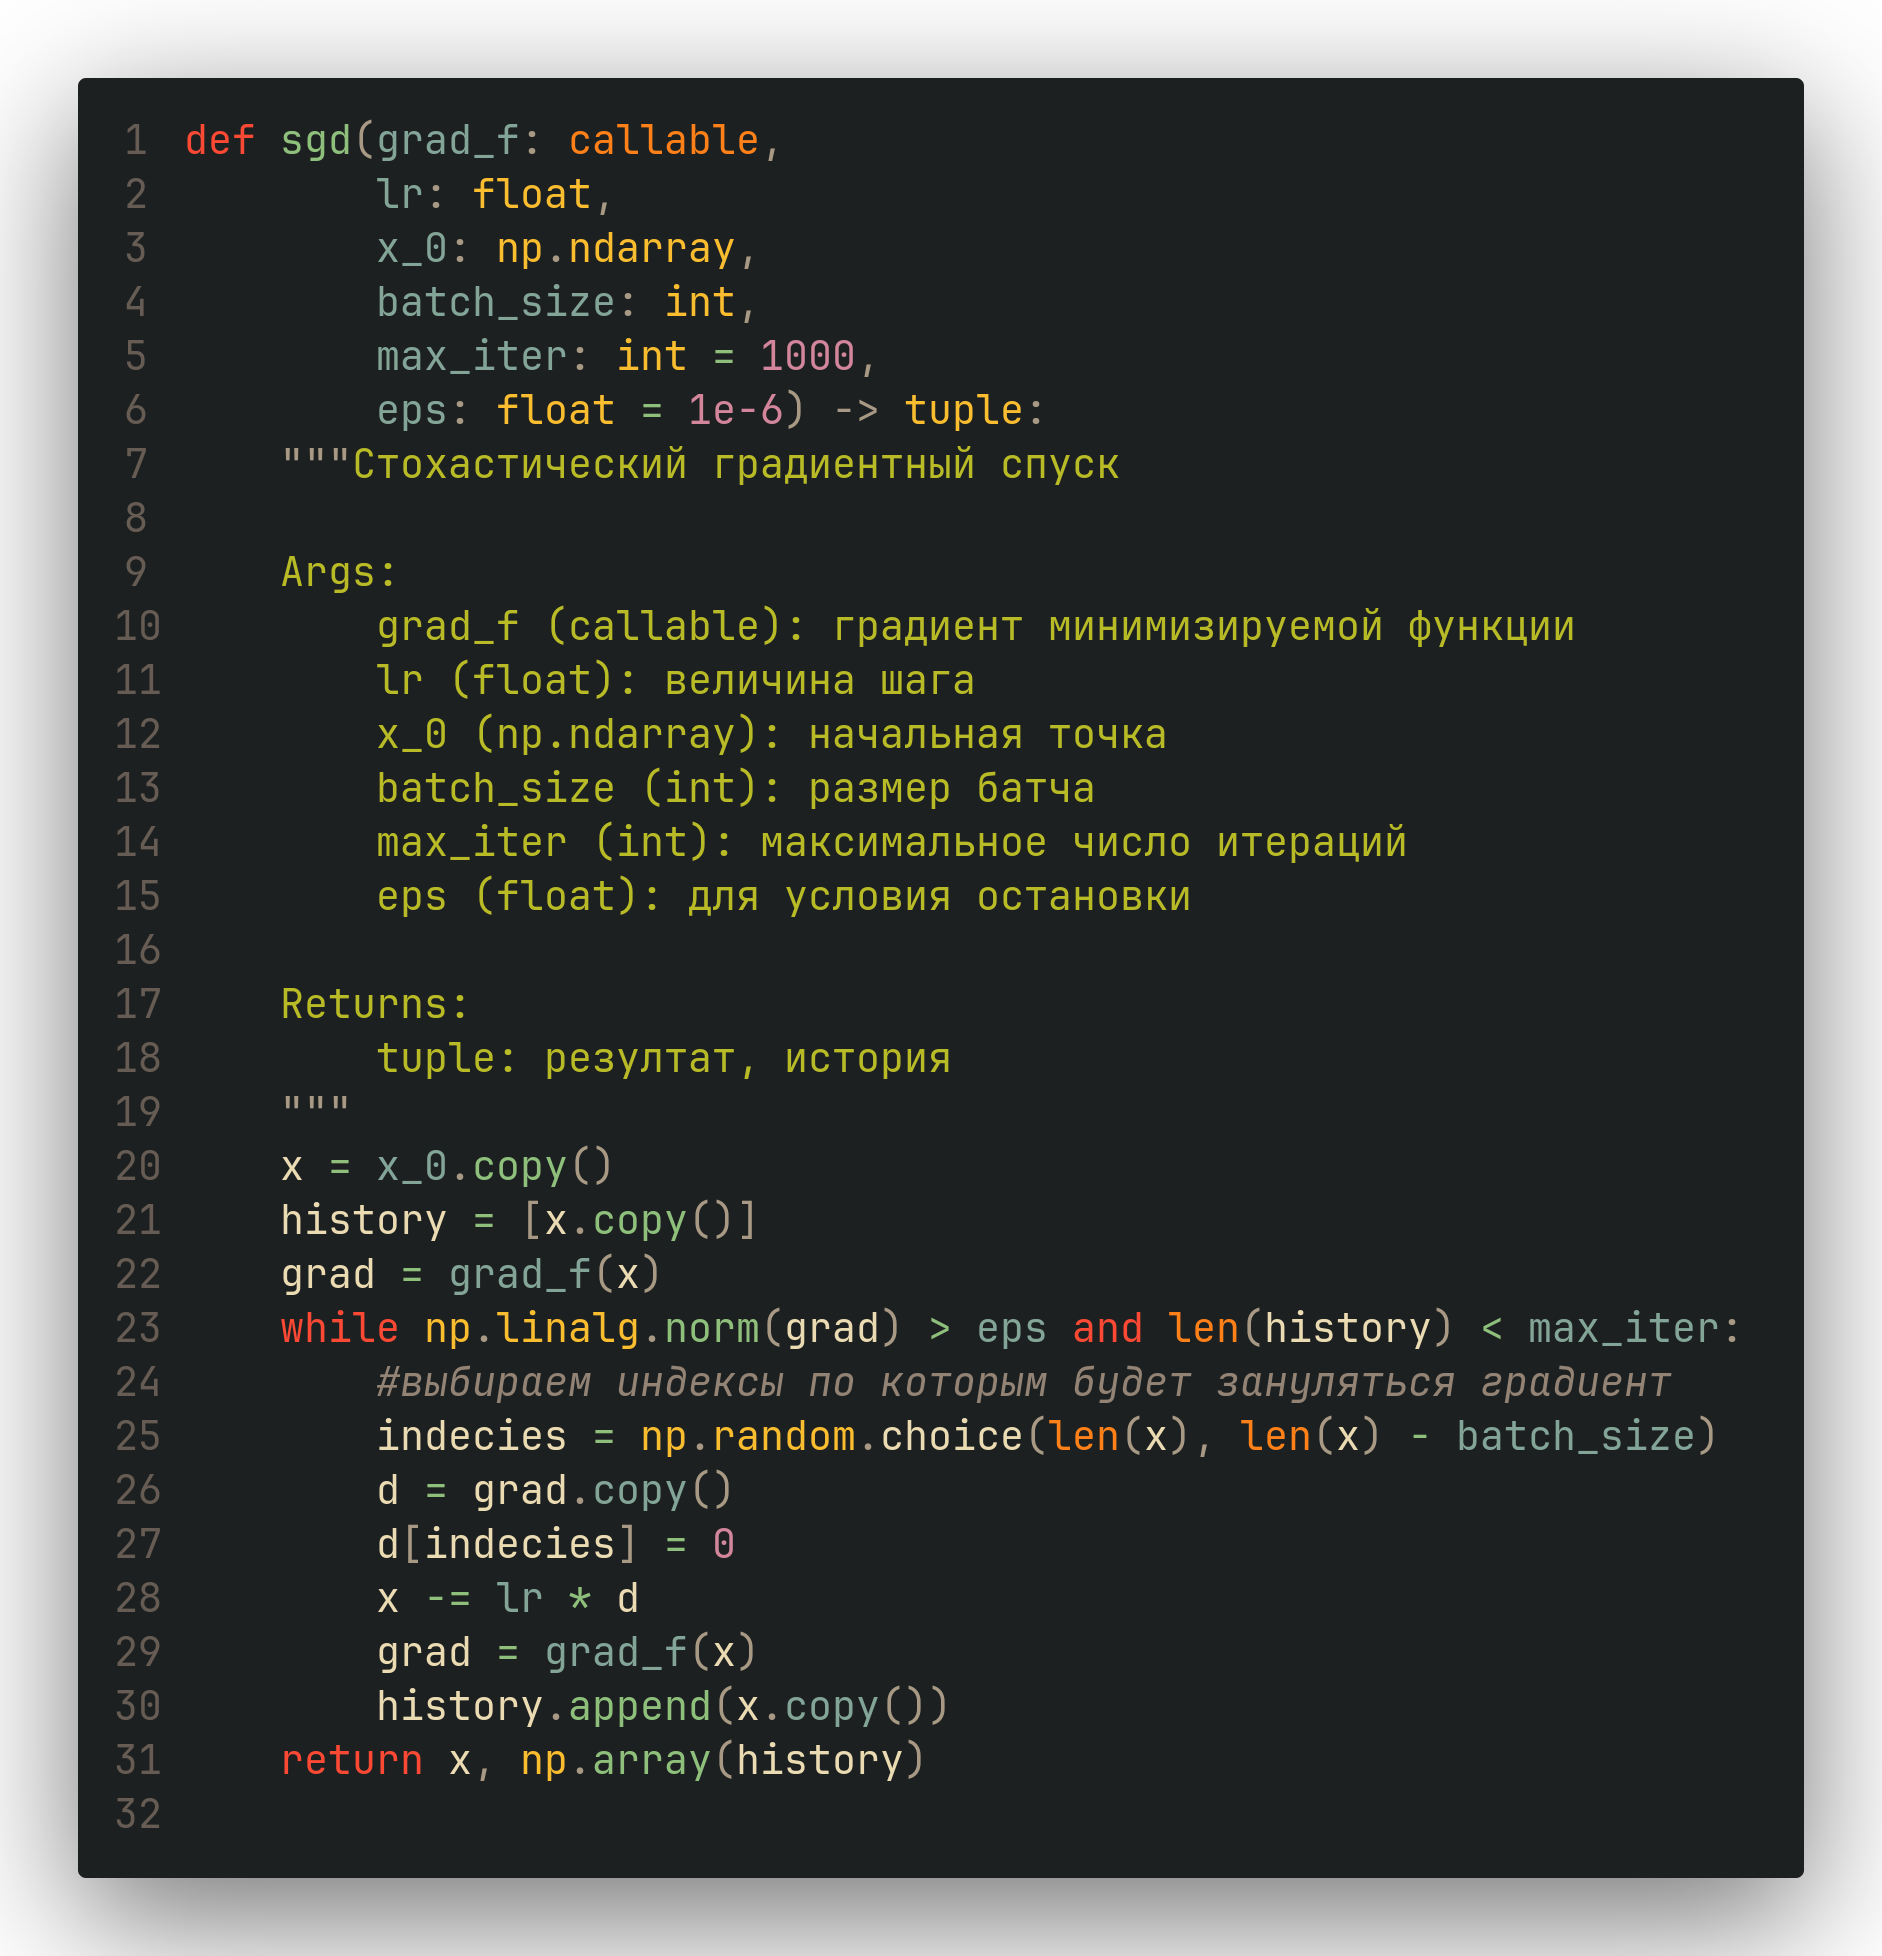 1 def sgd(grad_f: callable,
2         lr: float,
3         x_0: np.ndarray,
4         batch_size: int,
5         max_iter: int = 1000,
6         eps: float = 1e-6) -> tuple:
7     """Стохастический градиентный спуск
8
9     Args:
10         grad_f (callable): градиент минимизируемой функции
11         lr (float): величина шага
12         x_0 (np.ndarray): начальная точка
13         batch_size (int): размер батча
14         max_iter (int): максимальное число итераций
15         eps (float): для условия остановки
16
17     Returns:
18         tuple: резултат, история
19     """
20     x = x_0.copy()
21     history = [x.copy()]
22     grad = grad_f(x)
23     while np.linalg.norm(grad) > eps and len(history) < max_iter:
24         #выбираем индексы по которым будет зануляться градиент
25         indecies = np.random.choice(len(x), len(x) - batch_size)
26         d = grad.copy()
27         d[indecies] = 0
28         x -= lr * d
29         grad = grad_f(x)
30         history.append(x.copy())
31     return x, np.array(history)
32